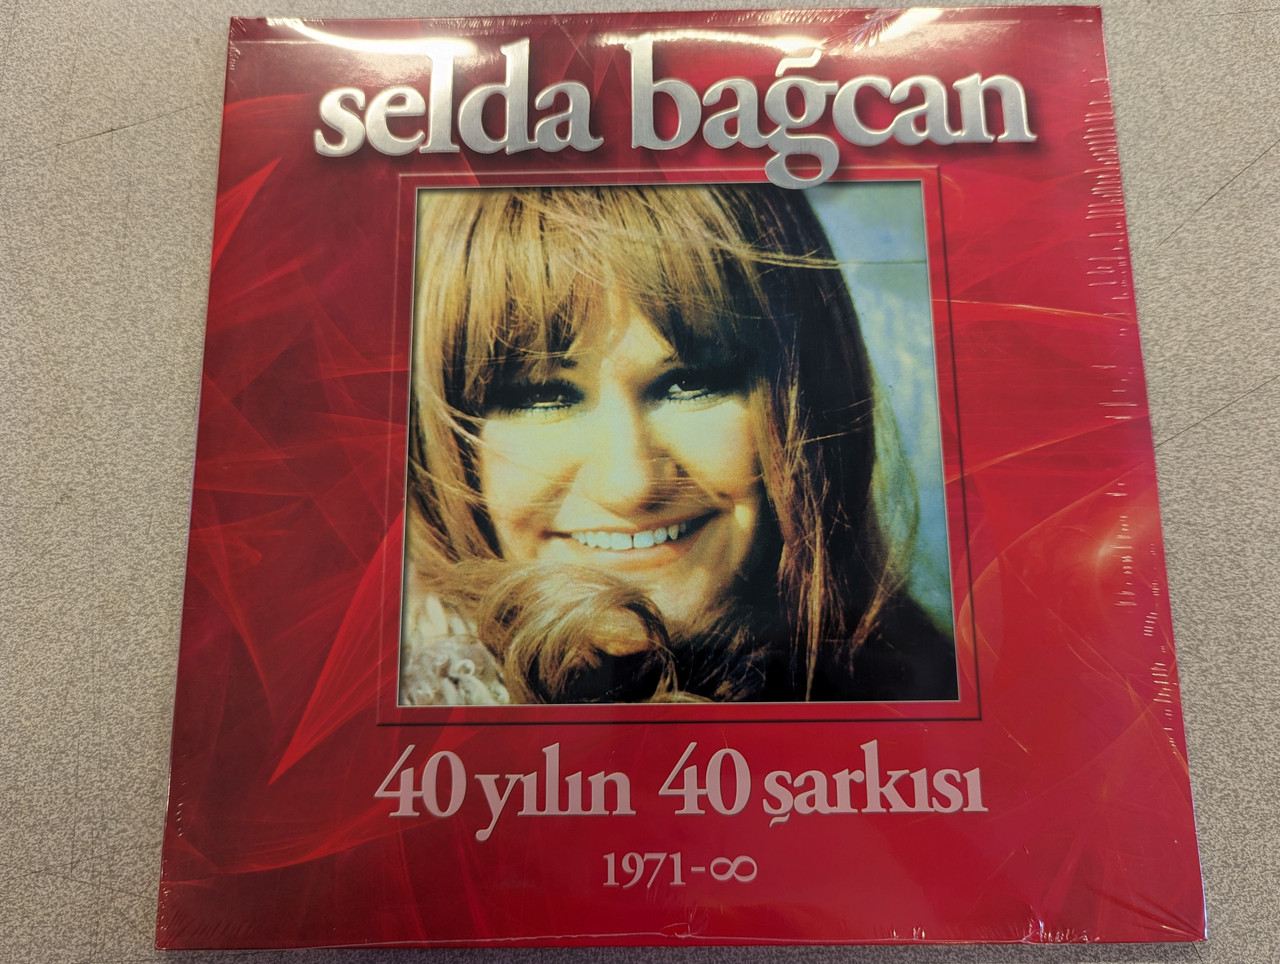 selda bağcan
40 yılın 40 şarkısı
1971-∞